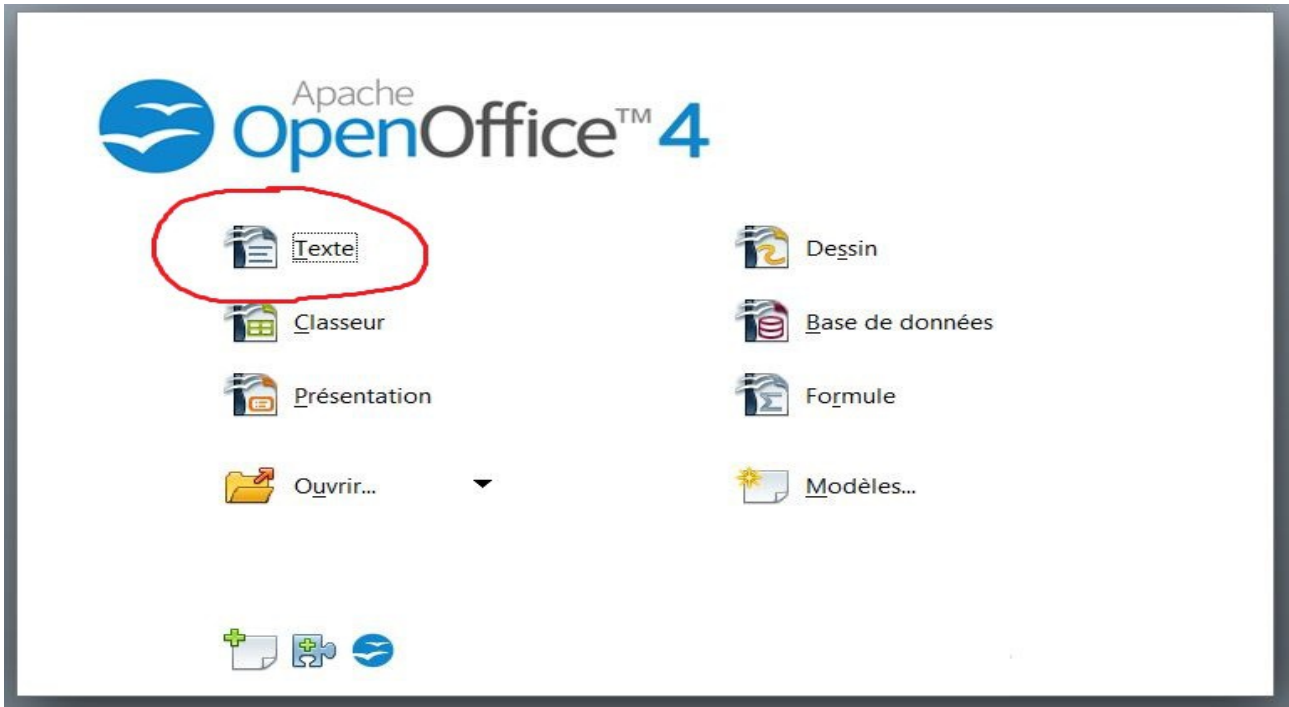 Apache
OpenOffice™ 4
Texte
Dessin
Classeur
Base de données
Présentation
Formule
Ouvrir...
Modèles...